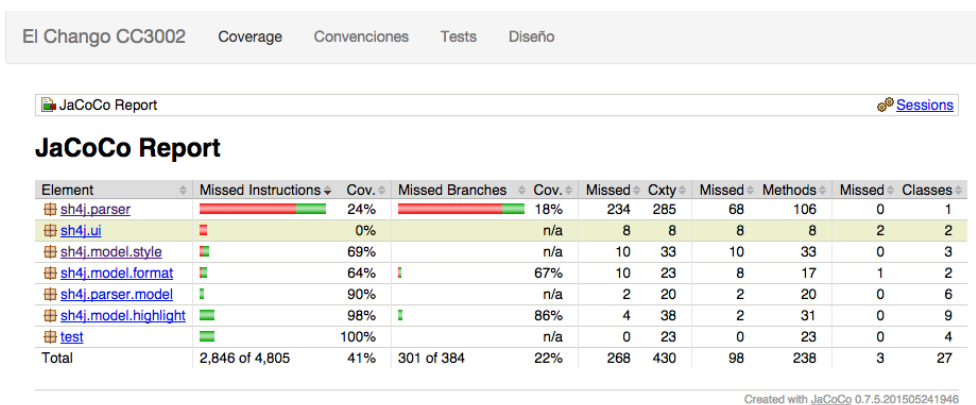 El Chango CC3002 Coverage Convenciones Tests Diseño
JaCoCo Report Sessions
JaCoCo Report
Element Missed Instructions Cov. Missed Branches Cov. Missed Cxty Missed Methods Missed Classes
sh4j.parser 24% 18% 234 285 68 106 0 1
sh4j.ui 0% n/a 8 8 8 8 2 2
sh4j.model.style 69% n/a 10 33 10 33 0 3
sh4j.model.format 64% 67% 10 23 8 17 1 2
sh4j.parser.model 90% n/a 2 20 2 20 0 6
sh4j.model.highlight 98% 86% 4 38 2 31 0 9
test 100% n/a 0 23 0 23 0 4
Total 2,846 of 4,805 41% 301 of 384 22% 268 430 98 238 3 27
Created with JaCoCo 0.7.5.201505241946